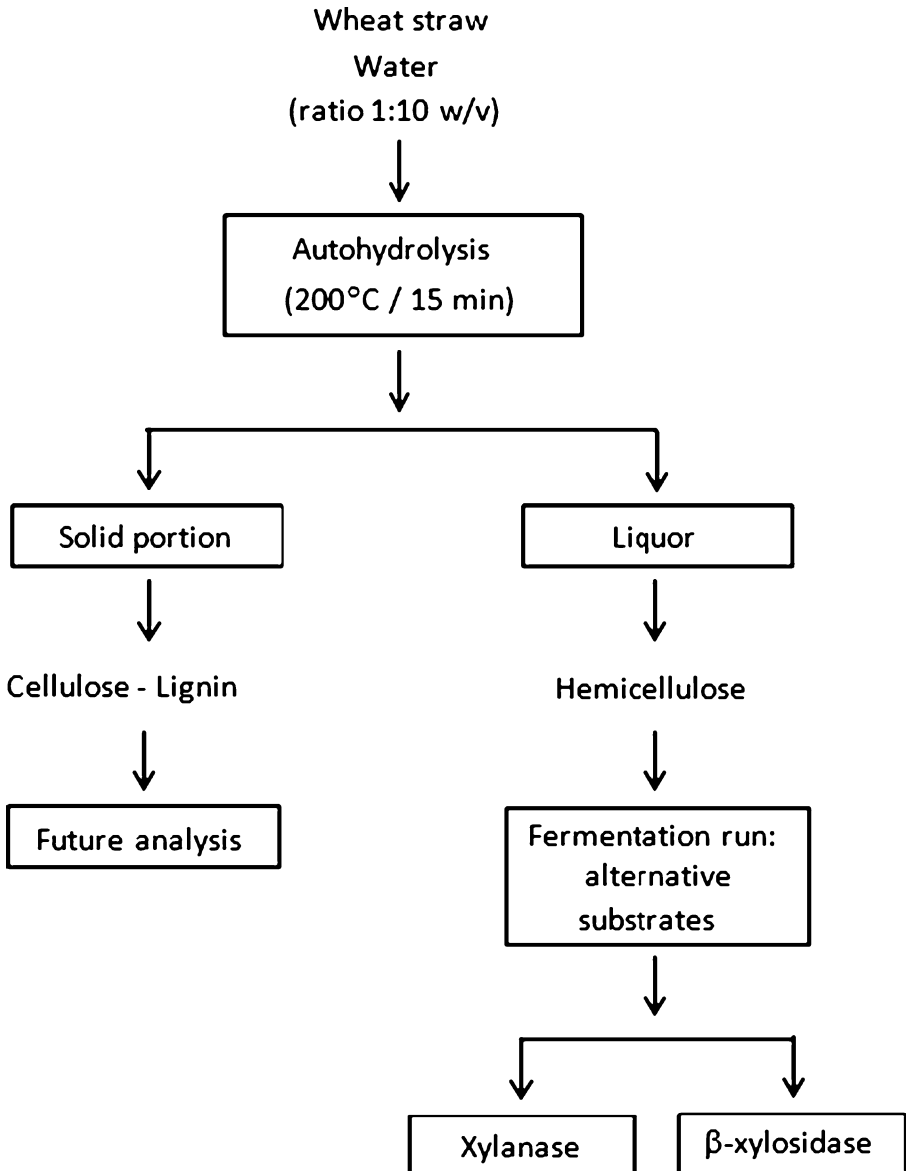 Wheat straw
Water
(ratio 1:10 w/v)
Autohydrolysis
(200°C / 15 min)
Solid portion
Liquor
Cellulose - Lignin
Hemicellulose
Future analysis
Fermentation run:
alternative
substrates
Xylanase
β-xylosidase